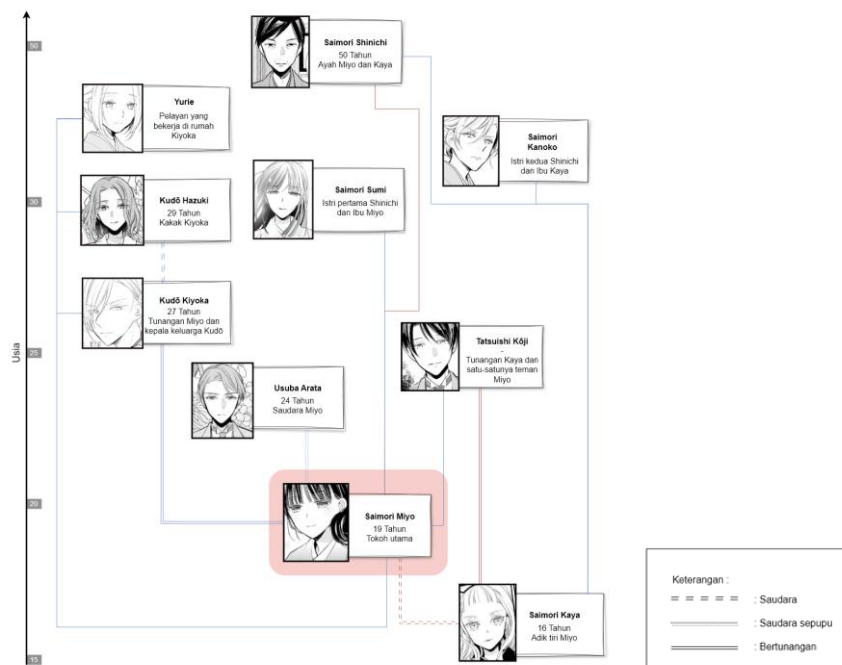 50
Saimori Shinichi
50 Tahun
Ayah Miyo dan Kaya
Yurie
Pelayan yang
bekerja di rumah
Kiyoka
Saimori
Kanoko
Istri kedua Shinichi
dan Ibu Kaya
30
Kudō Hazuki
29 Tahun
Kakak Kiyoka
Saimori Sumi
Istri pertama Shinichi
dan Ibu Miyo
Kudō Kiyoka
27 Tahun
Tunangan Miyo dan
kepala keluarga Kudō
Usia
25
Tatsuishi Kōji
-
Tunangan Kaya dan
satu-satunya teman
Miyo
Usuba Arata
24 Tahun
Saudara Miyo
20
Saimori Miyo
19 Tahun
Tokoh utama
Saimori Kaya
16 Tahun
Adik tiri Miyo
15
Keterangan :
: Saudara
: Saudara sepupu
: Bertunangan